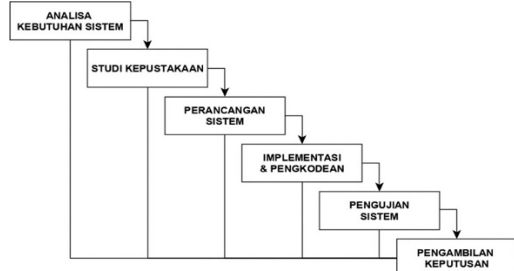 ANALISA
KEBUTUHAN SISTEM
STUDI KEPUSTAKAAN
PERANCANGAN
SISTEM
IMPLEMENTASI
& PENGKODEAN
PENGUJIAN
SISTEM
PENGAMBILAN
KEPUTUSAN